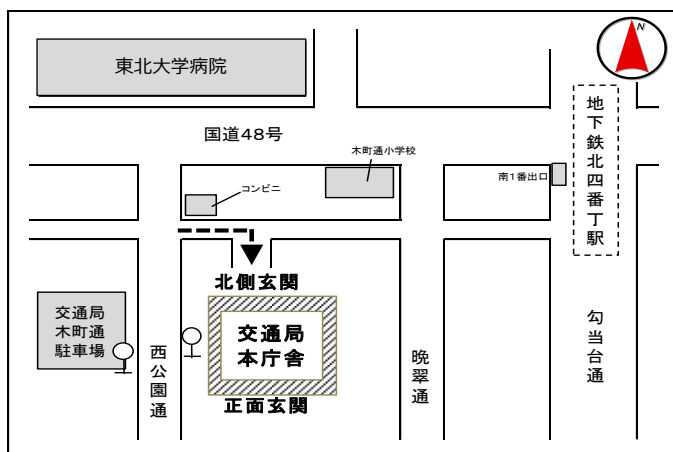 N
東北大学病院
国道48号
木町通小学校
コンビニ
南1番出口
地下鉄北四番丁駅
北側玄関
交通局
本庁舎
正面玄関
交通局
木町通
駐車場
西公園通
晩翠通
勾当台通